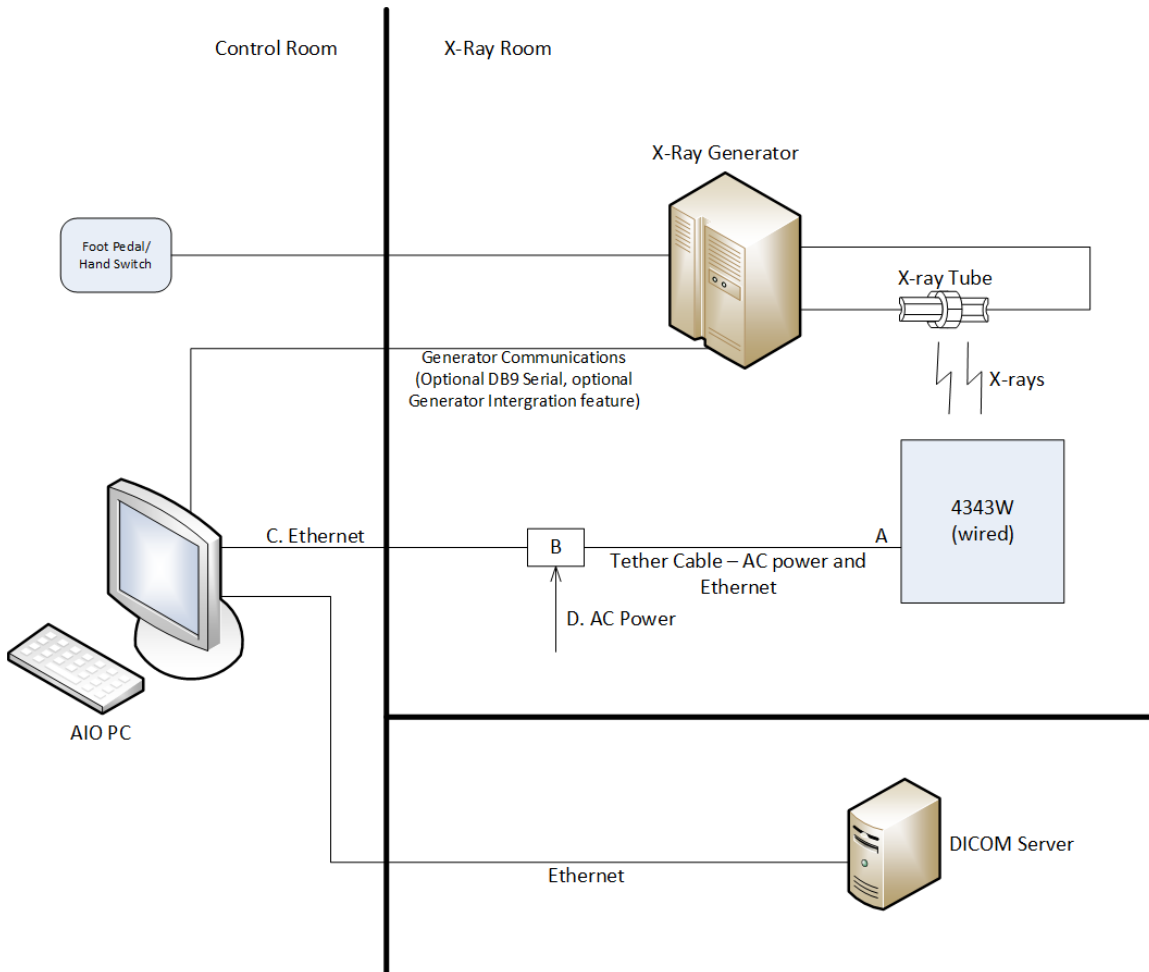 Control Room
X-Ray Room
X-Ray Generator
Foot Pedal/
Hand Switch
X-ray Tube
Generator Communications
(Optional DB9 Serial, optional
Generator Intergration feature)
X-rays
4343W
(wired)
C. Ethernet
B
A
Tether Cable – AC power and
Ethernet
D. AC Power
AIO PC
DICOM Server
Ethernet